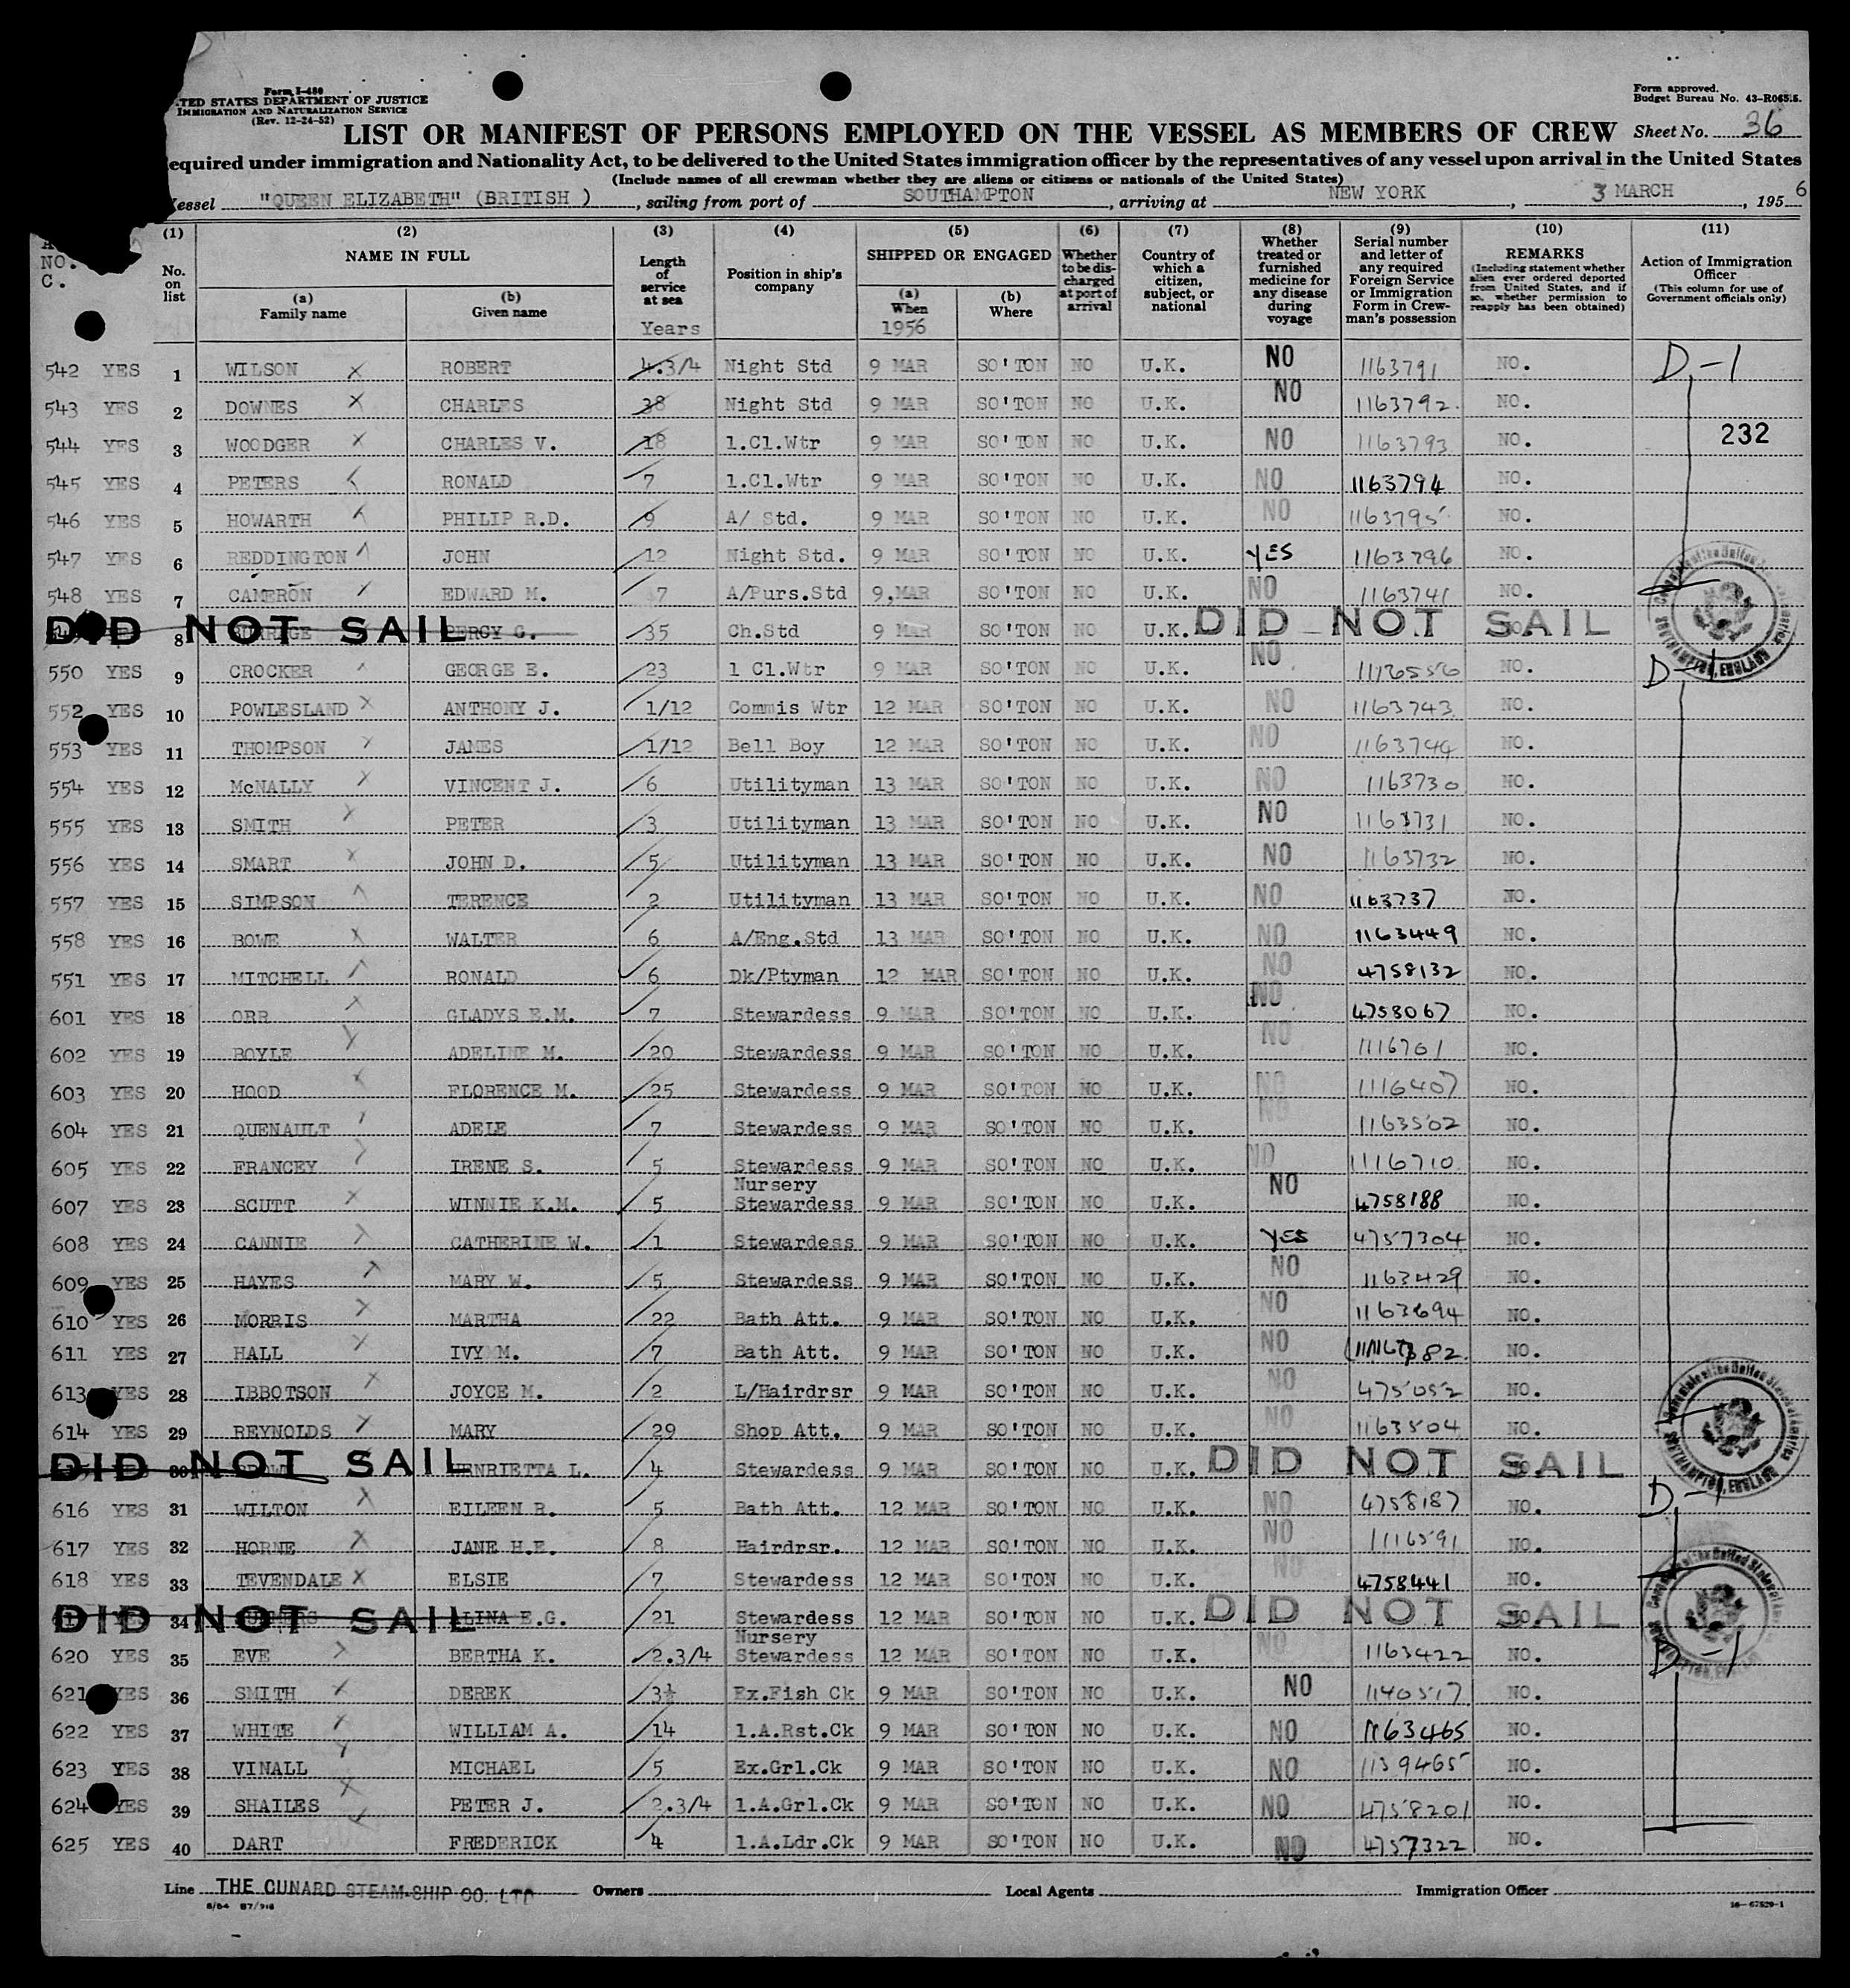 Form I-480
TED STATES DEPARTMENT OF JUSTICE
IMMIGRATION AND NATURALIZATION SERVICE
(Rev. 12-24-52)
Form approved.
Budget Bureau No. 43-R065.5.
LIST OR MANIFEST OF PERSONS EMPLOYED ON THE VESSEL AS MEMBERS OF CREW
Sheet No. 36
equired under immigration and Nationality Act, to be delivered to the United States immigration officer by the representatives of any vessel upon arrival in the United States
(Include names of all crewman whether they are aliens or citizens or nationals of the United States)
Vessel "QUEEN ELIZABETH" (BRITISH ), sailing from port of SOUTHAMPTON, arriving at NEW YORK, 3 MARCH, 1956
NO.
C.
(1) No. on list
(2) NAME IN FULL
(a) Family name
(b) Given name
(3) Length of service at sea
Years
(4) Position in ship's company
(5) SHIPPED OR ENGAGED
(a) When
1956
(b) Where
(6) Whether to be discharged at port of arrival
(7) Country of which a citizen, subject, or national
(8) Whether treated or furnished medicine for any disease during voyage
(9) Serial number and letter of any required Foreign Service or Immigration Form in Crewman's possession
(10) REMARKS
(Including statement whether alien ever ordered deported from United States, and if so, whether permission to reapply has been obtained)
(11) Action of Immigration Officer
(This column for use of Government officials only)
542 YES 1 WILSON X ROBERT 4.3/4 Night Std 9 MAR SO'TON NO U.K. NO 1163791 NO. D-1
543 YES 2 DOWNES X CHARLES 38 Night Std 9 MAR SO'TON NO U.K. NO 1163792 NO.
544 YES 3 WOODGER X CHARLES V. 18 1.Cl.Wtr 9 MAR SO'TON NO U.K. NO 1163793 NO. 232
545 YES 4 PETERS RONALD 7 1.Cl.Wtr 9 MAR SO'TON NO U.K. NO 1163794 NO.
546 YES 5 HOWARTH PHILIP R.D. 9 A/ Std. 9 MAR SO'TON NO U.K. NO 1163795 NO.
547 YES 6 REDDINGTON JOHN 12 Night Std. 9 MAR SO'TON NO U.K. YES 1163796 NO.
548 YES 7 CAMERON EDWARD M. 7 A/Purs.Std 9,MAR SO'TON NO U.K. NO 1163741 NO.
DID NOT SAIL 8 PERCY G. 35 Ch.Std 9 MAR SO'TON NO U.K. DID NOT SAIL
550 YES 9 CROCKER GEORGE E. 23 1 Cl.Wtr 9 MAR SO'TON NO U.K. NO 1116556 NO. D-1
552 YES 10 POWLESLAND X ANTHONY J. 1/12 Commis Wtr 12 MAR SO'TON NO U.K. NO 1163743 NO.
553 YES 11 THOMPSON JAMES 1/12 Bell Boy 12 MAR SO'TON NO U.K. NO 1163744 NO.
554 YES 12 McNALLY X VINCENT J. 6 Utilityman 13 MAR SO'TON NO U.K. NO 1163730 NO.
555 YES 13 SMITH PETER 3 Utilityman 13 MAR SO'TON NO U.K. NO 1163731 NO.
556 YES 14 SMART JOHN D. 5 Utilityman 13 MAR SO'TON NO U.K. NO 1163732 NO.
557 YES 15 SIMPSON TERENCE 2 Utilityman 13 MAR SO'TON NO U.K. NO 1163737 NO.
558 YES 16 BOWE X WALTER 6 A/Eng.Std 13 MAR SO'TON NO U.K. NO 1163449 NO.
551 YES 17 MITCHELL RONALD 6 Dk/Ptyman 12 MAR SO'TON NO U.K. NO 4758132 NO.
601 YES 18 ORR GLADYS E.M. 7 Stewardess 9 MAR SO'TON NO U.K. NO 4758067 NO.
602 YES 19 BOYLE ADELINE M. 20 Stewardess 9 MAR SO'TON NO U.K. NO 1116701 NO.
603 YES 20 HOOD FLORENCE M. 25 Stewardess 9 MAR SO'TON NO U.K. NO 1116407 NO.
604 YES 21 QUENAULT ADELE 7 Stewardess 9 MAR SO'TON NO U.K. NO 1163502 NO.
605 YES 22 FRANCEY IRENE S. 5 Stewardess 9 MAR SO'TON NO U.K. NO 1116710 NO.
607 YES 23 SCUTT X WINNIE K.M. 5 Nursery Stewardess 9 MAR SO'TON NO U.K. NO 4758188 NO.
608 YES 24 CANNIE CATHERINE W. 1 Stewardess 9 MAR SO'TON NO U.K. YES 4757304 NO.
609 YES 25 HAYES MARY W. 5 Stewardess 9 MAR SO'TON NO U.K. NO 1163429 NO.
610 YES 26 MORRIS MARTHA 22 Bath Att. 9 MAR SO'TON NO U.K. NO 1163694 NO.
611 YES 27 HALL IVY M. 7 Bath Att. 9 MAR SO'TON NO U.K. NO NO.
613 YES 28 IBBOTSON X JOYCE M. 2 L/Hairdrsr 9 MAR SO'TON NO U.K. NO 475052 NO.
614 YES 29 REYNOLDS MARY 29 Shop Att. 9 MAR SO'TON NO U.K. NO 1163504 NO.
DID NOT SAIL 30 HENRIETTA L. 4 Stewardess 9 MAR SO'TON NO U.K. DID NOT SAIL
616 YES 31 WILTON X EILEEN R. 5 Bath Att. 12 MAR SO'TON NO U.K. NO 4758187 NO. D-1
617 YES 32 HORNE X JANE H.E. 8 Hairdrsr. 12 MAR SO'TON NO U.K. NO 1116591 NO.
618 YES 33 TEVENDALE X ELSIE 7 Stewardess 12 MAR SO'TON NO U.K. NO 4758441 NO.
DID NOT SAIL 34 ALINA E.G. 21 Stewardess 12 MAR SO'TON NO U.K. DID NOT SAIL
620 YES 35 EVE BERTHA K. 2.3/4 Nursery Stewardess 12 MAR SO'TON NO U.K. NO 1163422 NO. D-1
621 YES 36 SMITH X DEREK 3½ Ex.Fish Ck 9 MAR SO'TON NO U.K. NO 1140517 NO.
622 YES 37 WHITE WILLIAM A. 14 1.A.Rst.Ck 9 MAR SO'TON NO U.K. NO 1163465 NO.
623 YES 38 VINALL MICHAEL 5 Ex.Grl.Ck 9 MAR SO'TON NO U.K. NO 1159465 NO.
624 YES 39 SHAILES X PETER J. 2.3/4 1.A.Grl.Ck 9 MAR SO'TON NO U.K. NO 4758201 NO.
625 YES 40 DART FREDERICK 4 1.A.Ldr.Ck 9 MAR SO'TON NO U.K. NO 4757322 NO.
Line THE CUNARD STEAM-SHIP CO. LTD Owners Local Agents Immigration Officer
8/54 57/918
16-67829-1